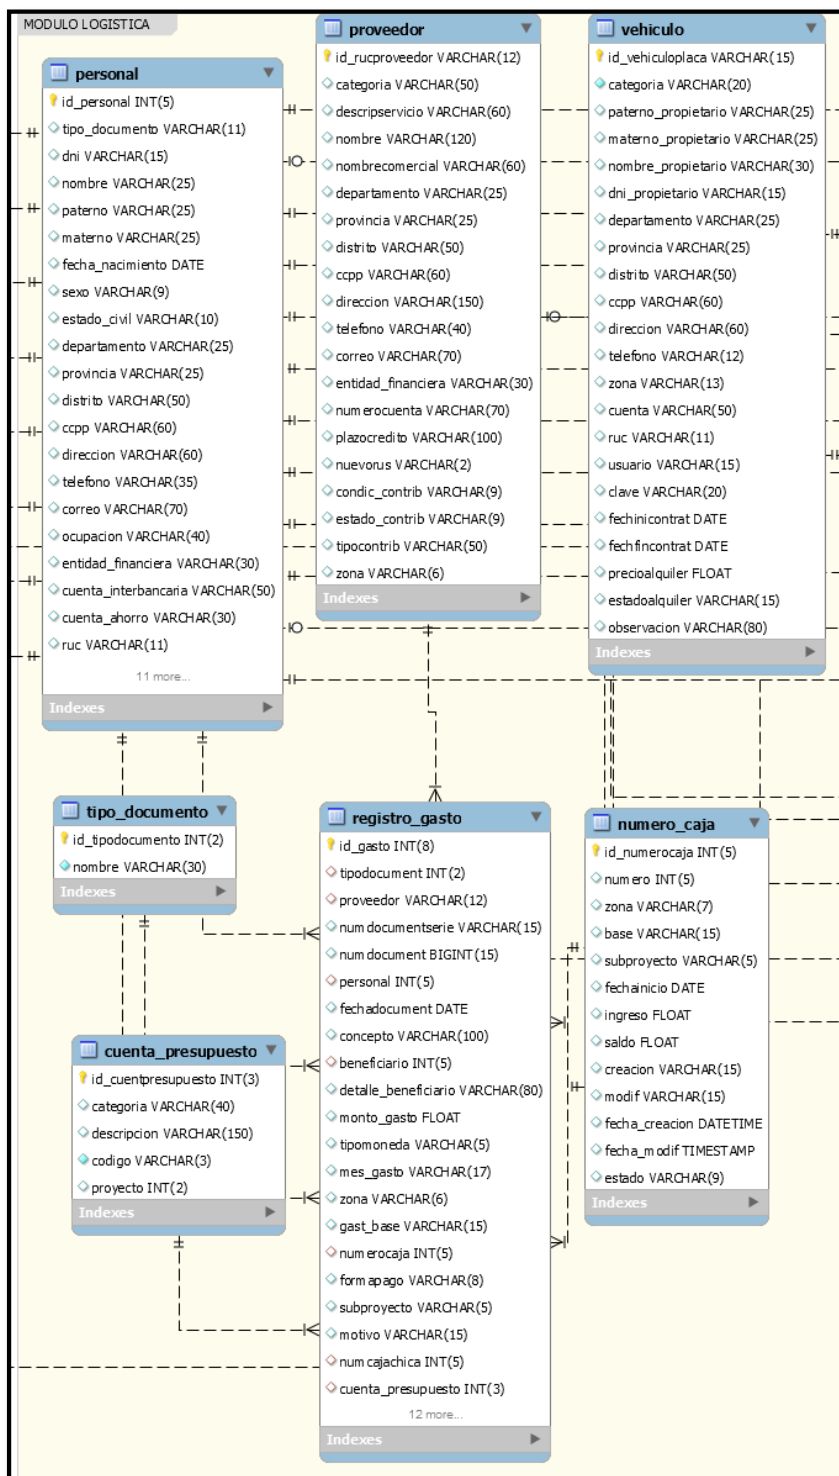 MODULO LOGISTICA
personal
id_personal INT(5)
tipo_documento VARCHAR(11)
dni VARCHAR(15)
nombre VARCHAR(25)
paterno VARCHAR(25)
materno VARCHAR(25)
fecha_nacimiento DATE
sexo VARCHAR(9)
estado_civil VARCHAR(10)
departamento VARCHAR(25)
provincia VARCHAR(25)
distrito VARCHAR(50)
ccpp VARCHAR(60)
direccion VARCHAR(60)
telefono VARCHAR(35)
correo VARCHAR(70)
ocupacion VARCHAR(40)
entidad_financiera VARCHAR(30)
cuenta_interbancaria VARCHAR(50)
cuenta_ahorro VARCHAR(30)
ruc VARCHAR(11)
11 more...
Indexes
proveedor
id_rucproveedor VARCHAR(12)
categoria VARCHAR(50)
descripservicio VARCHAR(60)
nombre VARCHAR(120)
nombrecomercial VARCHAR(60)
departamento VARCHAR(25)
provincia VARCHAR(25)
distrito VARCHAR(50)
ccpp VARCHAR(60)
direccion VARCHAR(150)
telefono VARCHAR(40)
correo VARCHAR(70)
entidad_financiera VARCHAR(30)
numerocuenta VARCHAR(70)
plazocredito VARCHAR(100)
nuevorus VARCHAR(2)
condic_contrib VARCHAR(9)
estado_contrib VARCHAR(9)
tipocontrib VARCHAR(50)
zona VARCHAR(6)
Indexes
vehiculo
id_vehiculoplaca VARCHAR(15)
categoria VARCHAR(20)
paterno_propietario VARCHAR(25)
materno_propietario VARCHAR(25)
nombre_propietario VARCHAR(30)
dni_propietario VARCHAR(15)
departamento VARCHAR(25)
provincia VARCHAR(25)
distrito VARCHAR(50)
ccpp VARCHAR(60)
direccion VARCHAR(60)
telefono VARCHAR(12)
zona VARCHAR(13)
cuenta VARCHAR(50)
ruc VARCHAR(11)
usuario VARCHAR(15)
clave VARCHAR(20)
fechinicontrat DATE
fechfincontrat DATE
precioalquiler FLOAT
estadoalquiler VARCHAR(15)
observacion VARCHAR(80)
Indexes
tipo_documento
id_tipodocumento INT(2)
nombre VARCHAR(30)
Indexes
cuenta_presupuesto
id_cuentpresupuesto INT(3)
categoria VARCHAR(40)
descripcion VARCHAR(150)
codigo VARCHAR(3)
proyecto INT(2)
Indexes
registro_gasto
id_gasto INT(8)
tipodocument INT(2)
proveedor VARCHAR(12)
numdocumentserie VARCHAR(15)
numdocument BIGINT(15)
personal INT(5)
fechadocument DATE
concepto VARCHAR(100)
beneficiario INT(5)
detalle_beneficiario VARCHAR(80)
monto_gasto FLOAT
tipomoneda VARCHAR(5)
mes_gasto VARCHAR(17)
zona VARCHAR(6)
gast_base VARCHAR(15)
numerocaja INT(5)
formapago VARCHAR(8)
subproyecto VARCHAR(5)
motivo VARCHAR(15)
numcajachica INT(5)
cuenta_presupuesto INT(3)
12 more...
Indexes
numero_caja
id_numerocaja INT(5)
numero INT(5)
zona VARCHAR(7)
base VARCHAR(15)
subproyecto VARCHAR(5)
fechainicio DATE
ingreso FLOAT
saldo FLOAT
creacion VARCHAR(15)
modif VARCHAR(15)
fecha_creacion DATETIME
fecha_modif TIMESTAMP
estado VARCHAR(9)
Indexes